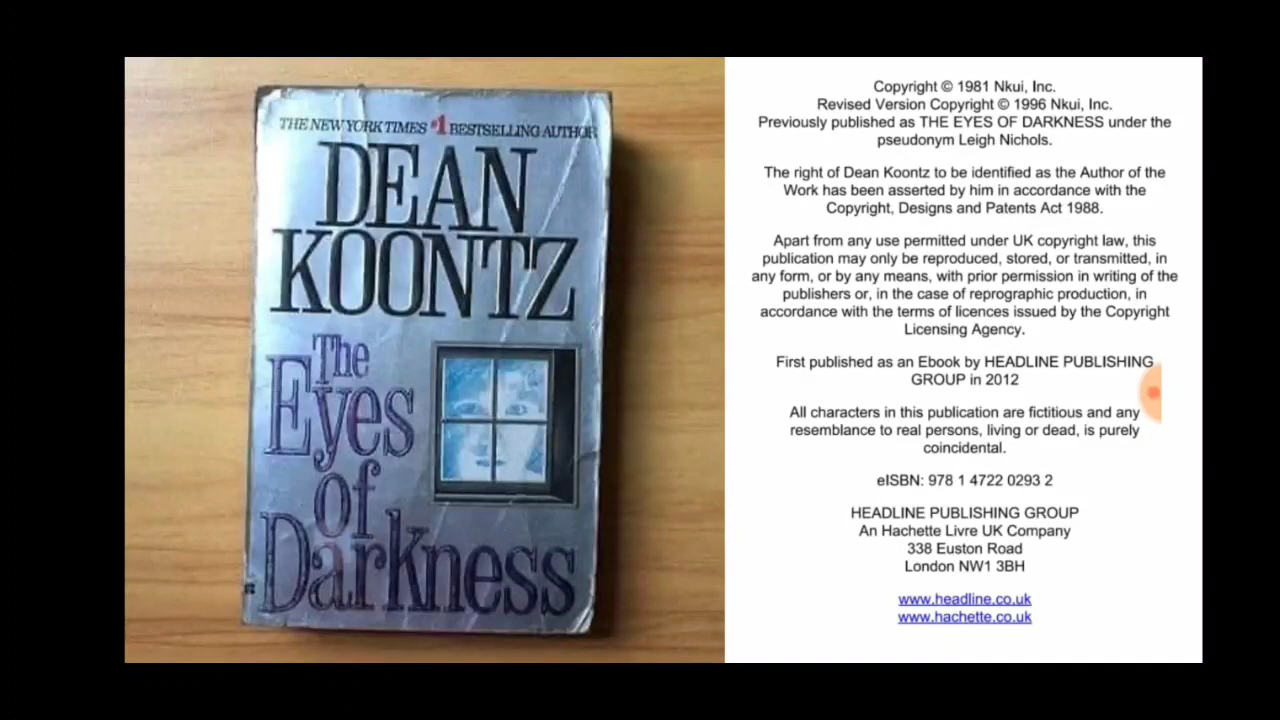 THE NEW YORK TIMES #1 BESTSELLING AUTHOR
DEAN
KOONTZ
The
Eyes
of
Darkness
Copyright © 1981 Nkui, Inc.
Revised Version Copyright © 1996 Nkui, Inc.
Previously published as THE EYES OF DARKNESS under the
pseudonym Leigh Nichols.
The right of Dean Koontz to be identified as the Author of the
Work has been asserted by him in accordance with the
Copyright, Designs and Patents Act 1988.
Apart from any use permitted under UK copyright law, this
publication may only be reproduced, stored, or transmitted, in
any form, or by any means, with prior permission in writing of the
publishers or, in the case of reprographic production, in
accordance with the terms of licences issued by the Copyright
Licensing Agency.
First published as an Ebook by HEADLINE PUBLISHING
GROUP in 2012
All characters in this publication are fictitious and any
resemblance to real persons, living or dead, is purely
coincidental.
eISBN: 978 1 4722 0293 2
HEADLINE PUBLISHING GROUP
An Hachette Livre UK Company
338 Euston Road
London NW1 3BH
www.headline.co.uk
www.hachette.co.uk